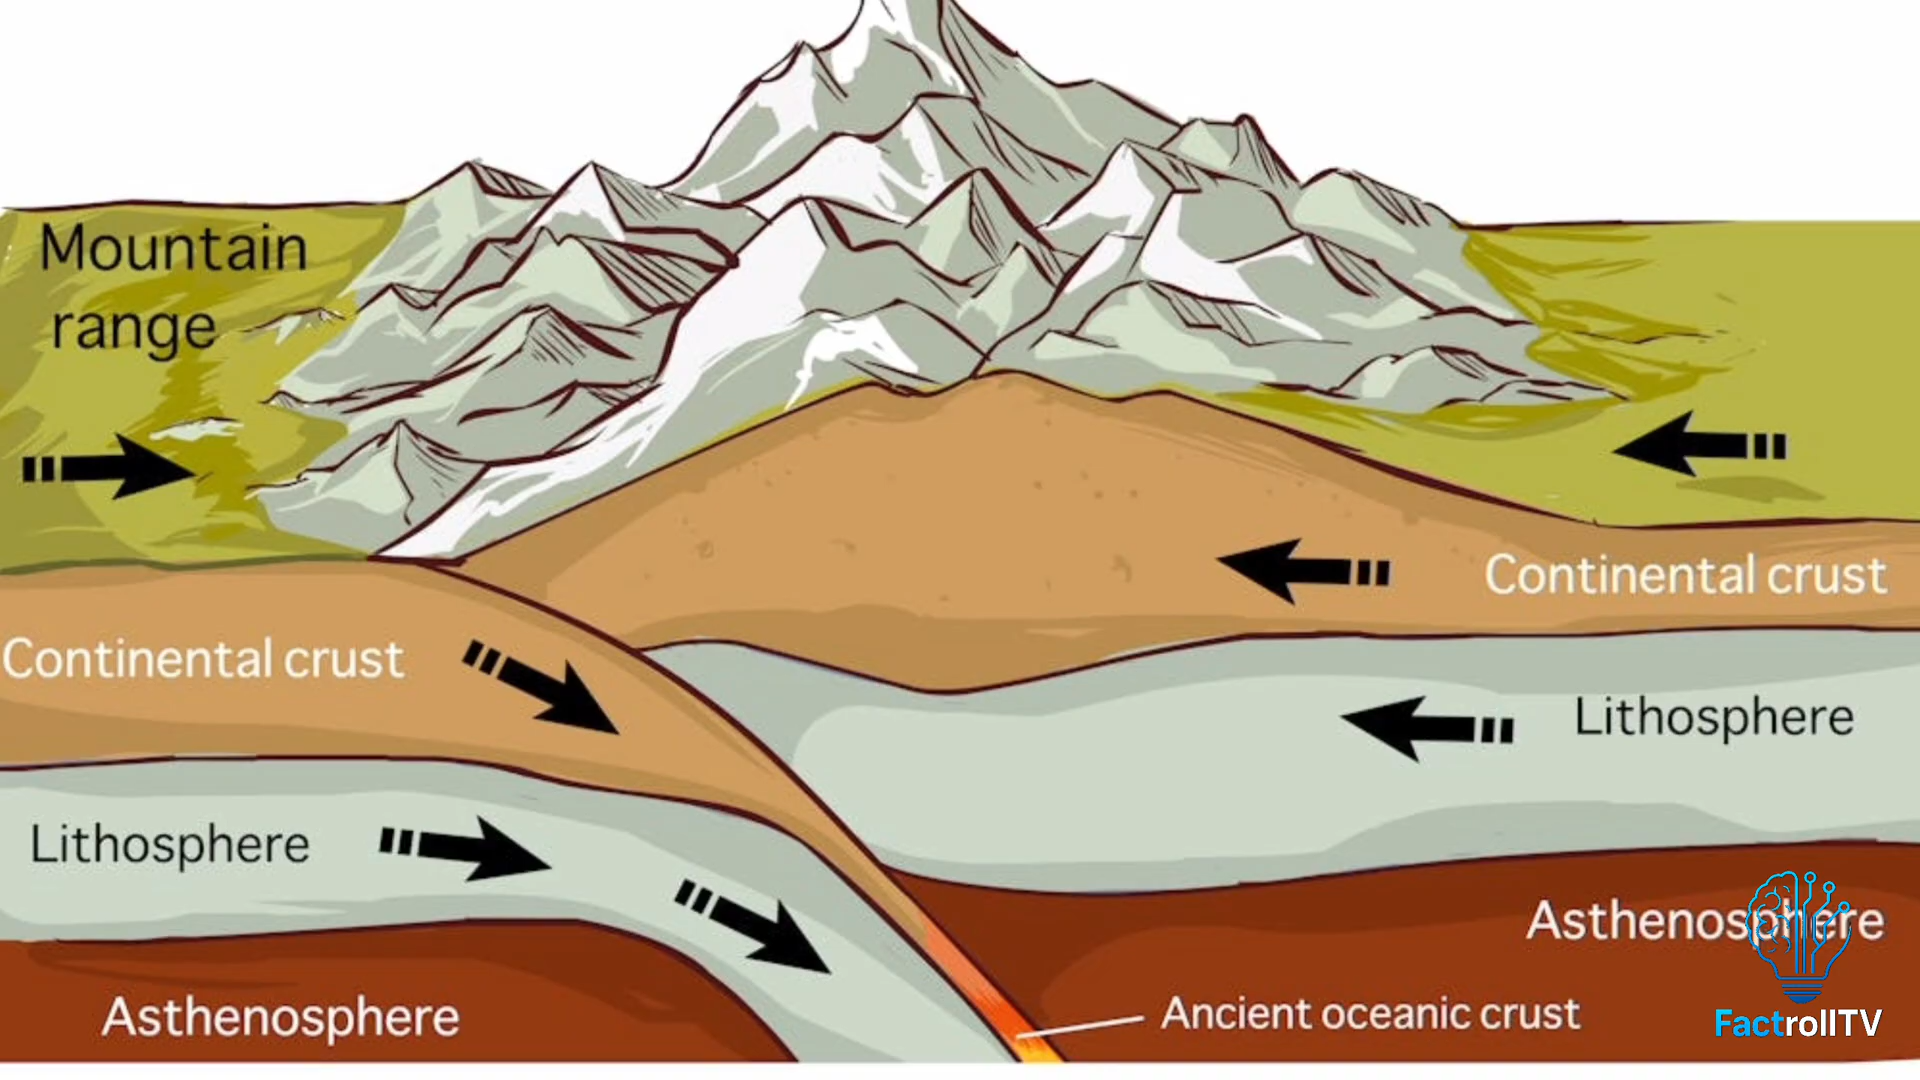 Mountain
range
Continental crust
Continental crust
Lithosphere
Lithosphere
Asthenosphere
Asthenosphere
Ancient oceanic crust
FactrollTV